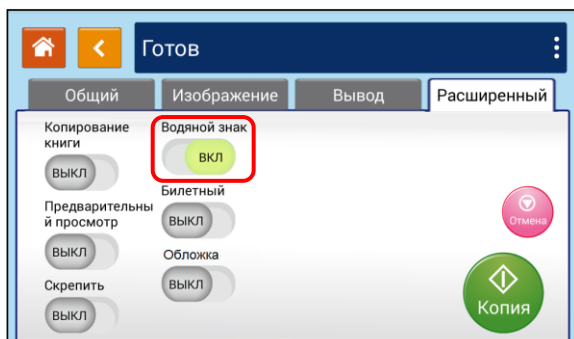 Готов
Общий
Изображение
Вывод
Расширенный
Копирование
книги
ВЫКЛ
Предварительны
й просмотр
ВЫКЛ
Скрепить
ВЫКЛ
Водяной знак
ВКЛ
Билетный
ВЫКЛ
Обложка
ВЫКЛ
Отмена
Копия